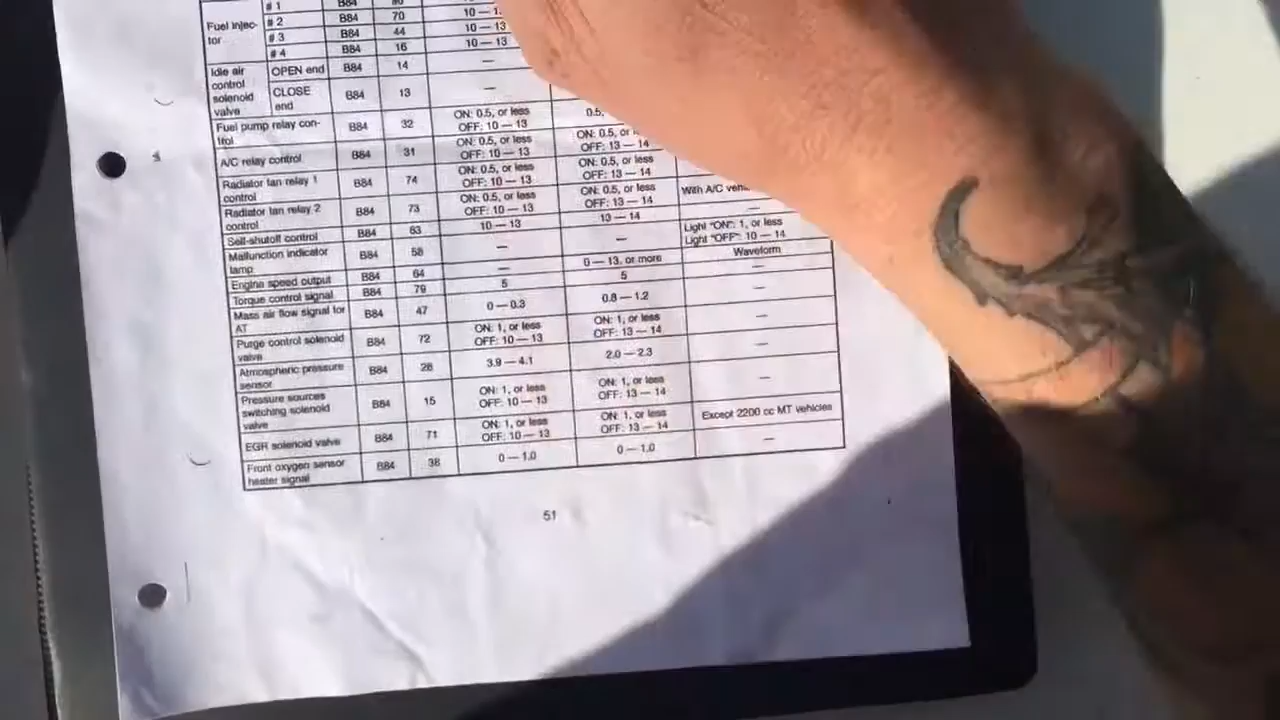 # 1 B84
Fuel injec-
tor
# 2 B84 70 10 — 1
# 3 B84 44 10 — 13
# 4 B84 16 10 — 13
Idle air
control
solenoid
valve
OPEN end B84 14 —
CLOSE
end
B84 13 —
Fuel pump relay con-
trol
B84 32
ON: 0.5, or less
OFF: 10 — 13
0.5,
A/C relay control B84 31
ON: 0.5, or less
OFF: 10 — 13
ON: 0.5, or
OFF: 13 — 14
Radiator fan relay 1
control
B84 74
ON: 0.5, or less
OFF: 10 — 13
ON: 0.5, or less
OFF: 13 — 14
With A/C
Radiator fan relay 2
control
B84 73
ON: 0.5, or less
OFF: 10 — 13
ON: 0.5, or less
OFF: 13 — 14
—
Self-shutoff control B84 63 10 — 13 13 — 14
Malfunction indicator
lamp
B84 58 — —
Light "ON": 1, or less
Light "OFF": 10 — 14
Engine speed output B84 64 — 0 — 13, or more Waveform
Torque control signal B84 79 5 5 —
Mass air flow signal for
AT
B84 47 0 — 0.3 0.8 — 1.2 —
Purge control solenoid
valve
B84 72
ON: 1, or less
OFF: 10 — 13
ON: 1, or less
OFF: 13 — 14
—
Atmospheric pressure
sensor
B84 26 3.9 — 4.1 2.0 — 2.3 —
Pressure sources
switching solenoid
valve
B84 15
ON: 1, or less
OFF: 10 — 13
ON: 1, or less
OFF: 13 — 14
—
EGR solenoid valve B84 71
ON: 1, or less
OFF: 10 — 13
ON: 1, or less
OFF: 13 — 14
Except 2200 cc MT vehicles
Front oxygen sensor
heater signal
B84 38 0 — 1.0 0 — 1.0 —
51